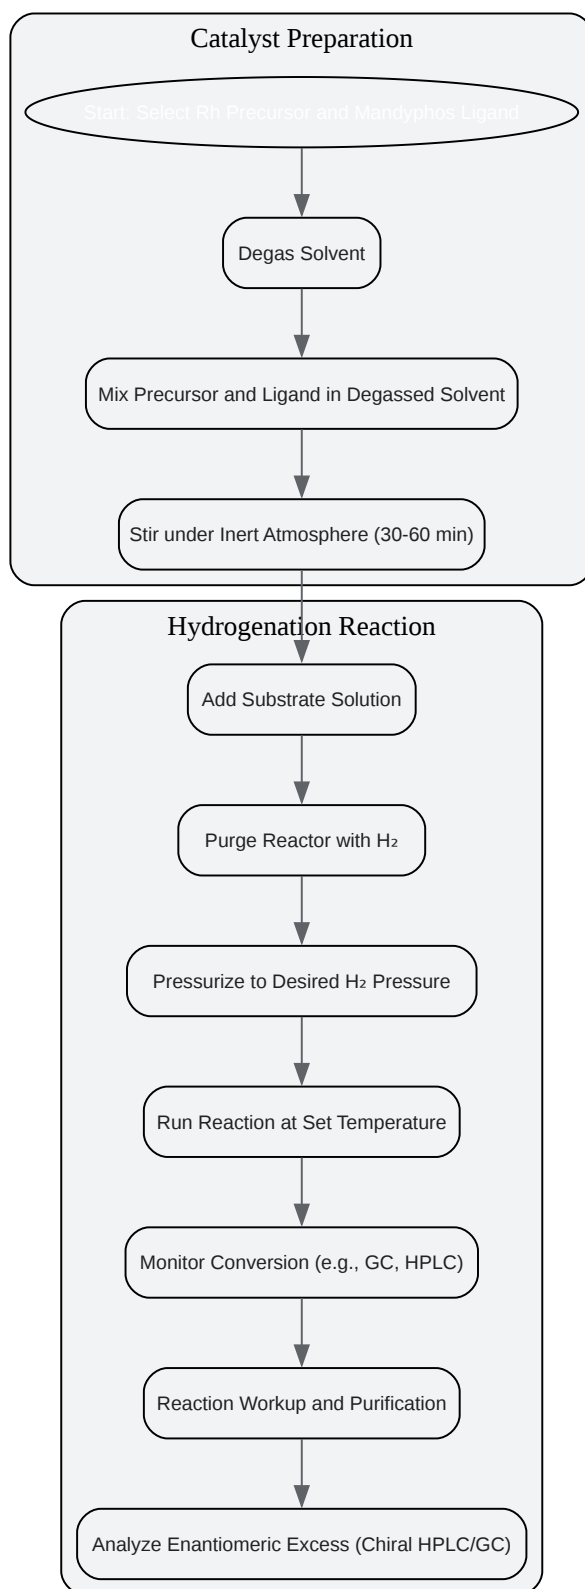 Catalyst Preparation
Start: Select Rh Precursor and Mandyphos Ligand
Degas Solvent
Mix Precursor and Ligand in Degassed Solvent
Stir under Inert Atmosphere (30-60 min)
Hydrogenation Reaction
Add Substrate Solution
Purge Reactor with H₂
Pressurize to Desired H₂ Pressure
Run Reaction at Set Temperature
Monitor Conversion (e.g., GC, HPLC)
Reaction Workup and Purification
Analyze Enantiomeric Excess (Chiral HPLC/GC)